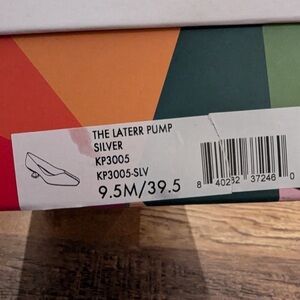 THE LATERR PUMP
SILVER
KP3005
KP3005-SLV
9.5M/39.5
8 40232 37246 0